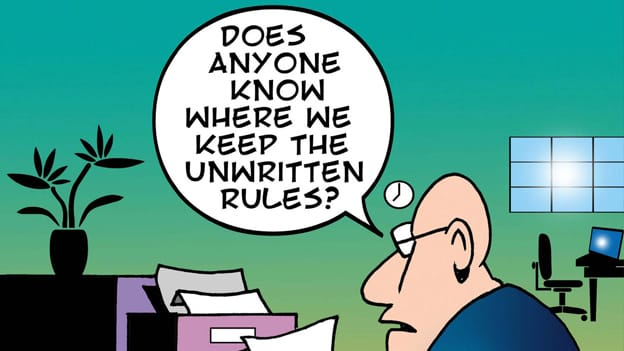 DOES
ANYONE
KNOW
WHERE WE
KEEP THE
UNWRITTEN
RULES?